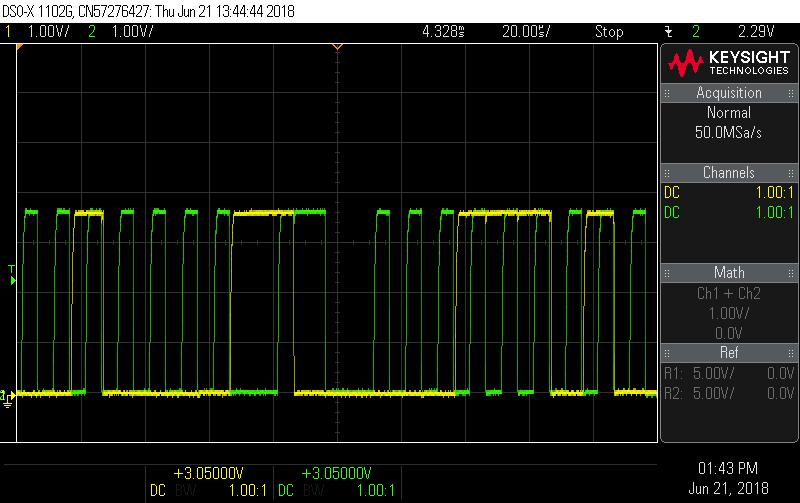 DSO-X 1102G, CN57276427: Thu Jun 21 13:44:44 2018
1 1.00V/ 2 1.00V/ 4.328ms 20.00s/ Stop 2 2.29V
KEYSIGHT
TECHNOLOGIES
Acquisition
Normal
50.0MSa/s
Channels
DC 1.00:1
DC 1.00:1
Math
Ch1 + Ch2
1.00V/
0.0V
Ref
R1: 5.00V/ 0.0V
R2: 5.00V/ 0.0V
T
+3.05000V +3.05000V
DC BW 1.00:1 DC BW 1.00:1
01:43 PM
Jun 21, 2018